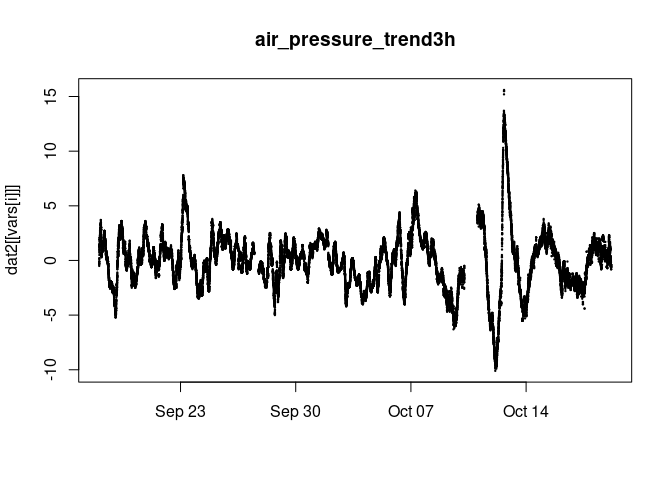 air_pressure_trend3h
dat2[[vars[i]]]
15
10
5
0
-5
-10
Sep 23
Sep 30
Oct 07
Oct 14